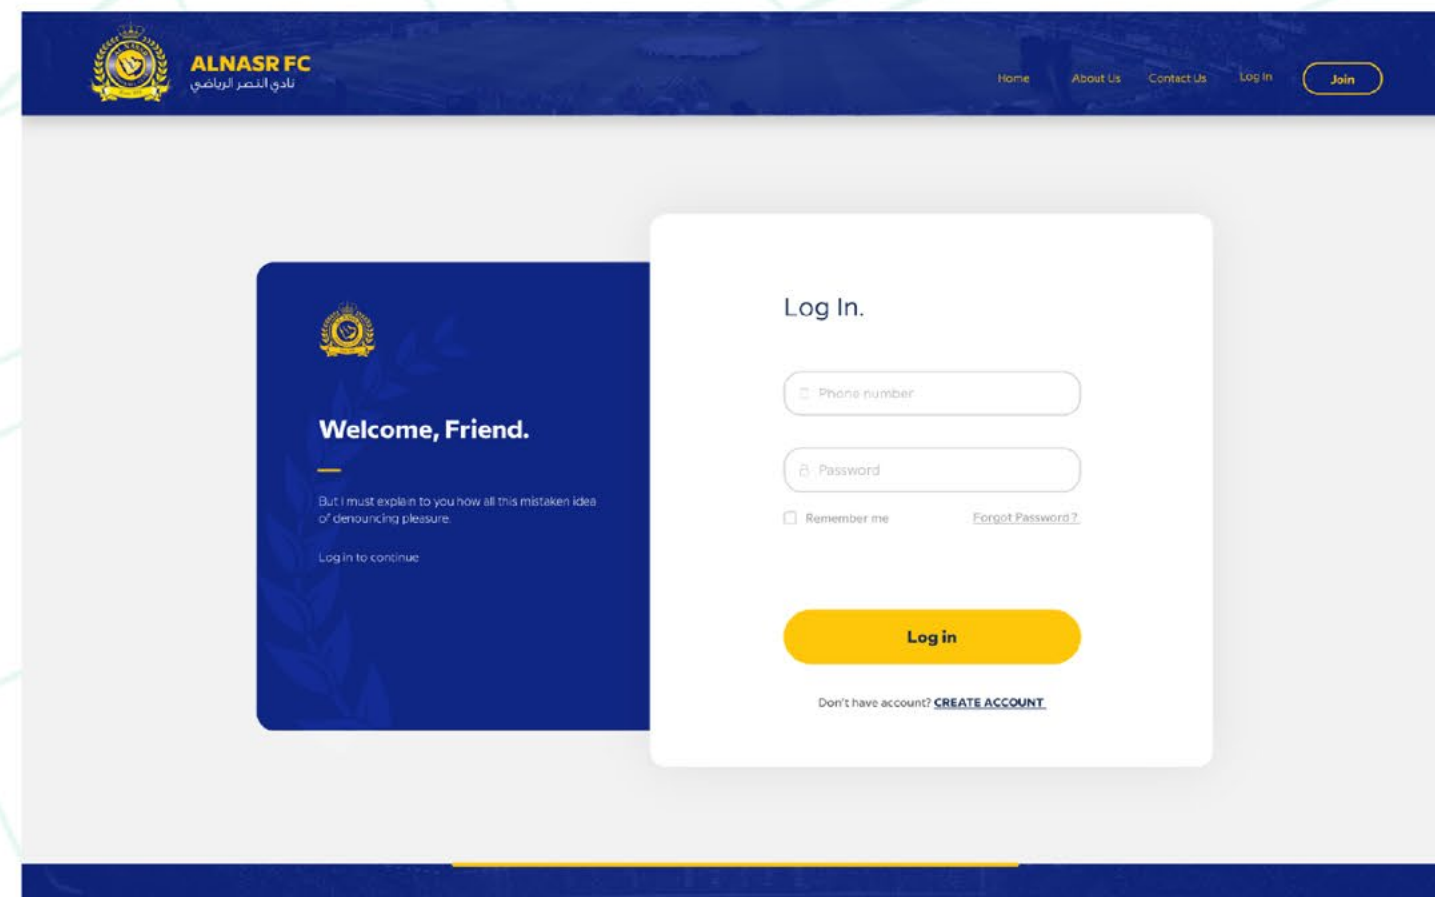 ALNASR FC
نادي النصر الرياضي
Home About Us Contact Us Log In Join
Welcome, Friend.
But I must explain to you how all this mistaken idea
of denouncing pleasure.
Log in to continue
Log In.
Phone number
Password
Remember me Forgot Password?
Log in
Don't have account? CREATE ACCOUNT